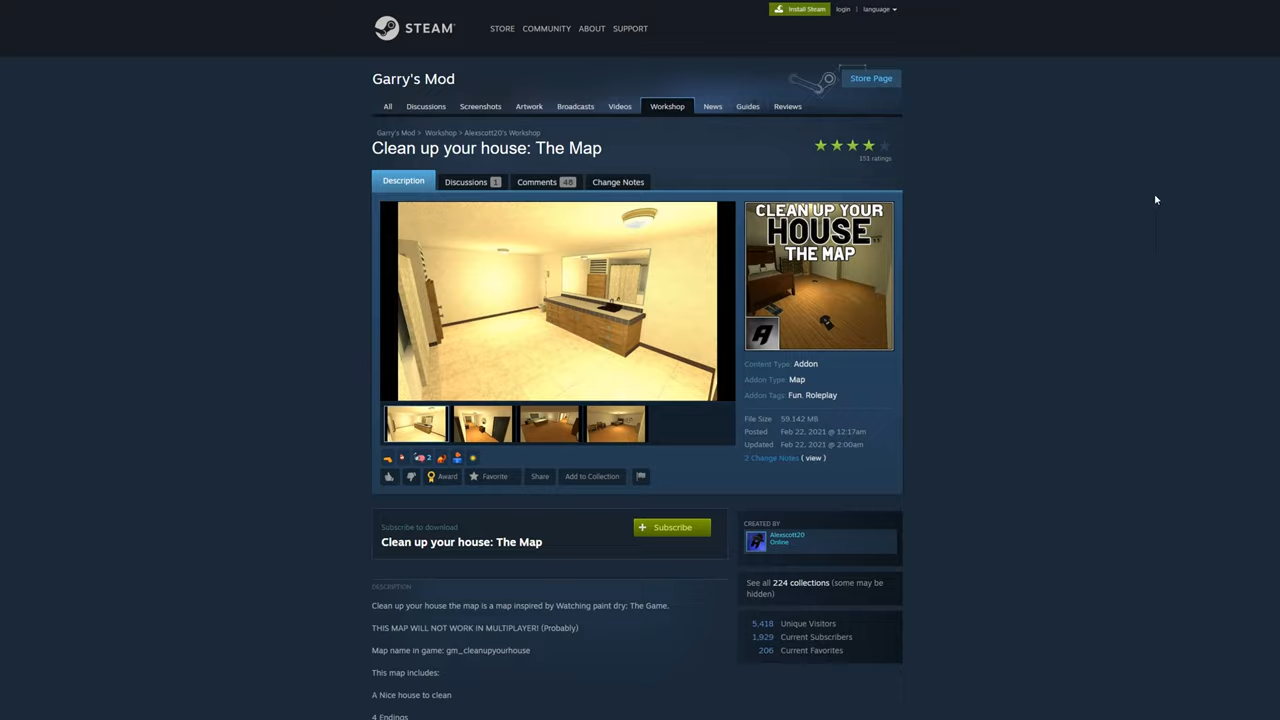 Install Steam
login
language
STEAM
STORE
COMMUNITY
ABOUT
SUPPORT
Garry's Mod
Store Page
All
Discussions
Screenshots
Artwork
Broadcasts
Videos
Workshop
News
Guides
Reviews
Garry's Mod > Workshop > Alexscott20's Workshop
Clean up your house: The Map
151 ratings
Description
Discussions 1
Comments 48
Change Notes
CLEAN UP YOUR
HOUSE
THE MAP
Content Type: Addon
Addon Type: Map
Addon Tags: Fun, Roleplay
File Size 59.142 MB
Posted Feb 22, 2021 @ 12:17am
Updated Feb 22, 2021 @ 2:00am
2 Change Notes ( view )
2
Award
Favorite
Share
Add to Collection
Subscribe to download
Clean up your house: The Map
Subscribe
CREATED BY
Alexscott20
Online
See all 224 collections (some may be
hidden)
5,418 Unique Visitors
1,929 Current Subscribers
206 Current Favorites
DESCRIPTION
Clean up your house the map is a map inspired by Watching paint dry: The Game.
THIS MAP WILL NOT WORK IN MULTIPLAYER! (Probably)
Map name in game: gm_cleanupyourhouse
This map includes:
A Nice house to clean
4 Endings